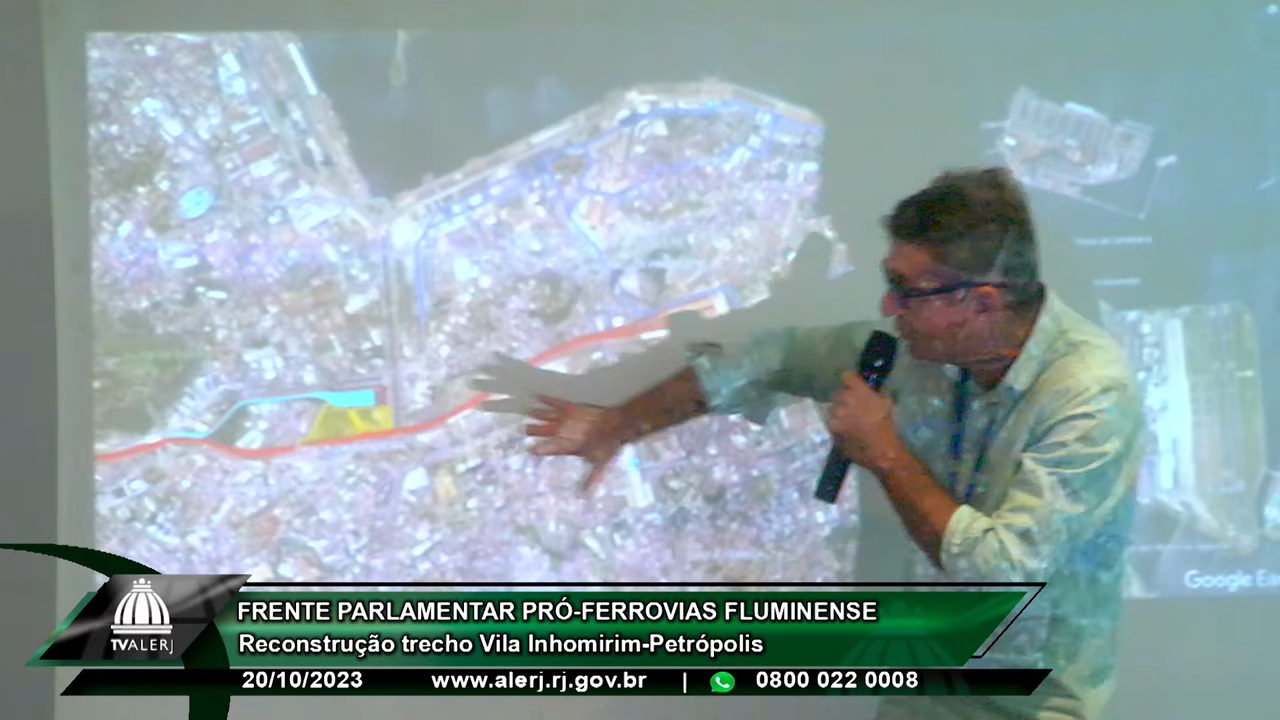 Google Ea
FRENTE PARLAMENTAR PRÓ-FERROVIAS FLUMINENSE
Reconstrução trecho Vila Inhomirim-Petrópolis
TVALERJ
20/10/2023 www.alerj.rj.gov.br | 0800 022 0008